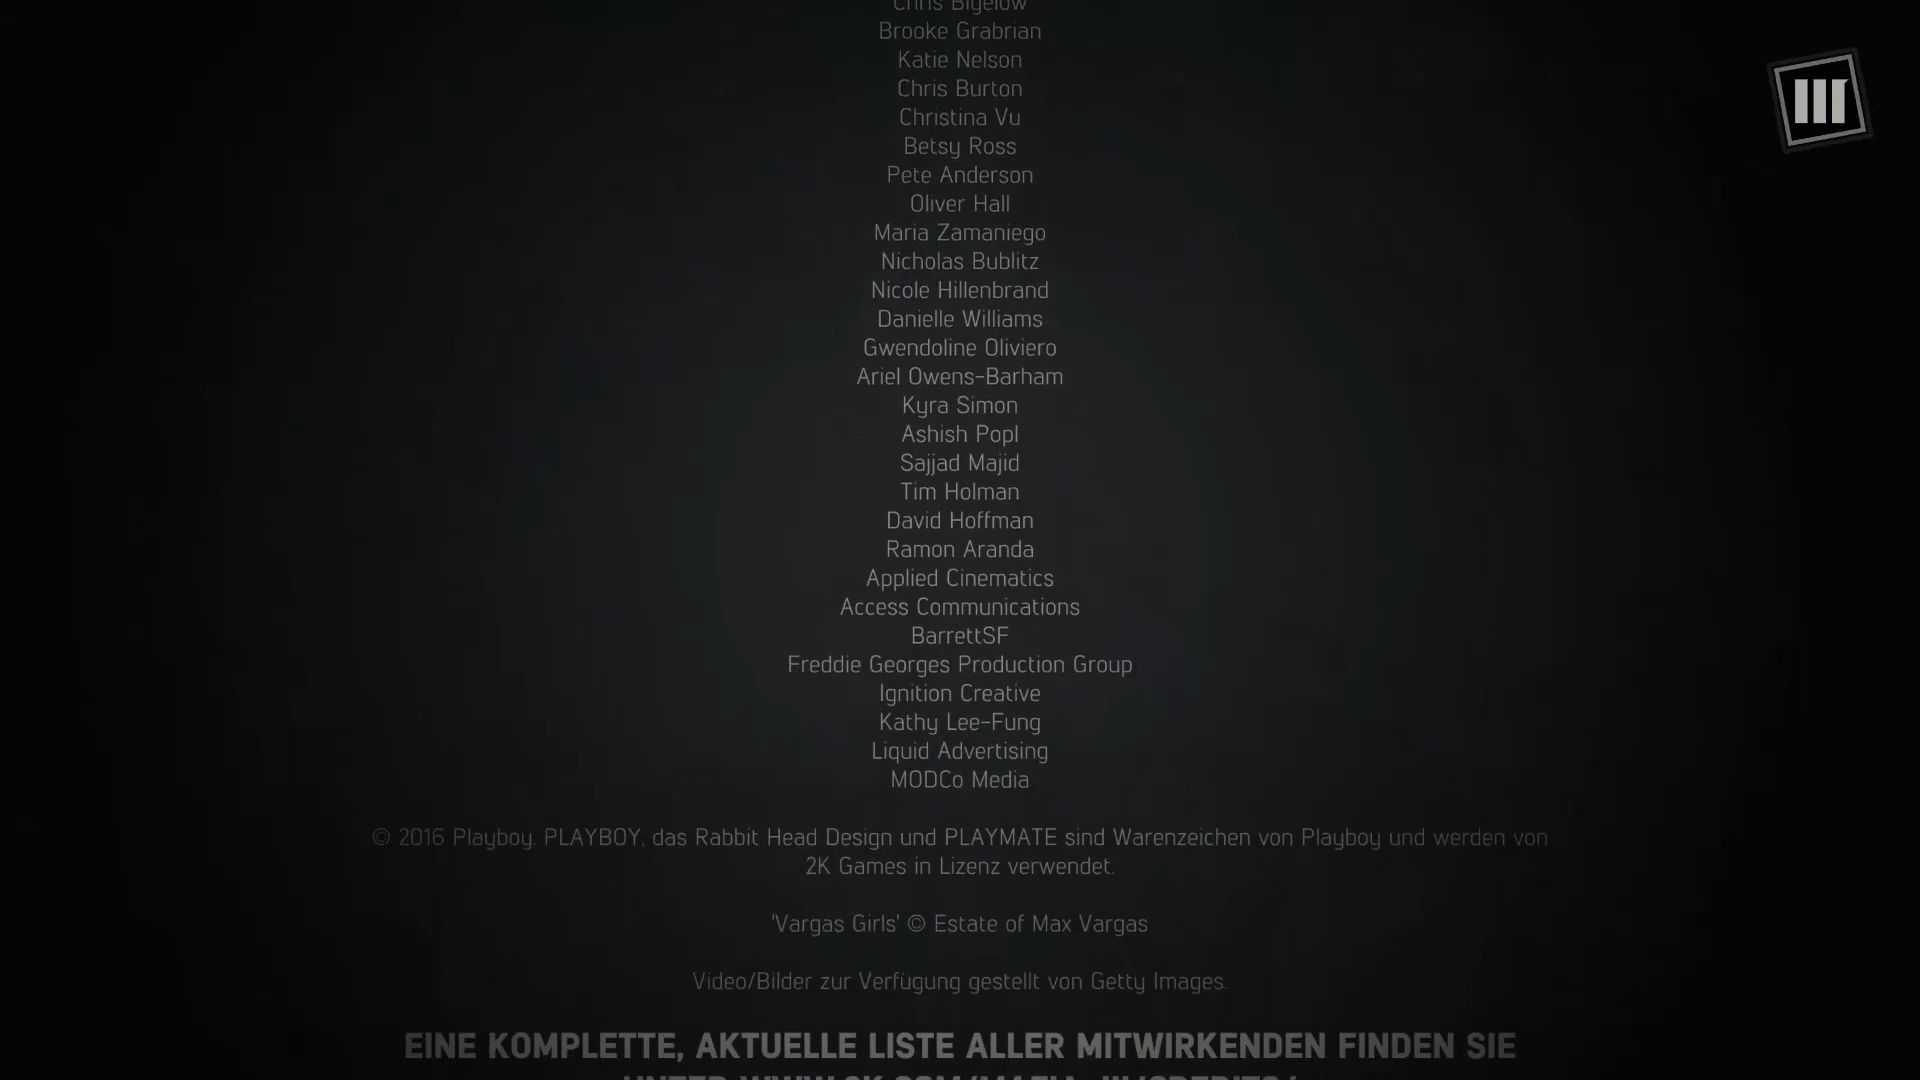 Chris Bigelow
Brooke Grabrian
Katie Nelson
Chris Burton
Christina Vu
Betsy Ross
Pete Anderson
Oliver Hall
Maria Zamaniego
Nicholas Bublitz
Nicole Hillenbrand
Danielle Williams
Gwendoline Oliviero
Ariel Owens-Barham
Kyra Simon
Ashish Popl
Sajjad Majid
Tim Holman
David Hoffman
Ramon Aranda
Applied Cinematics
Access Communications
BarrettSF
Freddie Georges Production Group
Ignition Creative
Kathy Lee-Fung
Liquid Advertising
MODCo Media
© 2016 Playboy. PLAYBOY, das Rabbit Head Design und PLAYMATE sind Warenzeichen von Playboy und werden von
2K Games in Lizenz verwendet.
'Vargas Girls' © Estate of Max Vargas
Video/Bilder zur Verfügung gestellt von Getty Images.
EINE KOMPLETTE, AKTUELLE LISTE ALLER MITWIRKENDEN FINDEN SIE
III